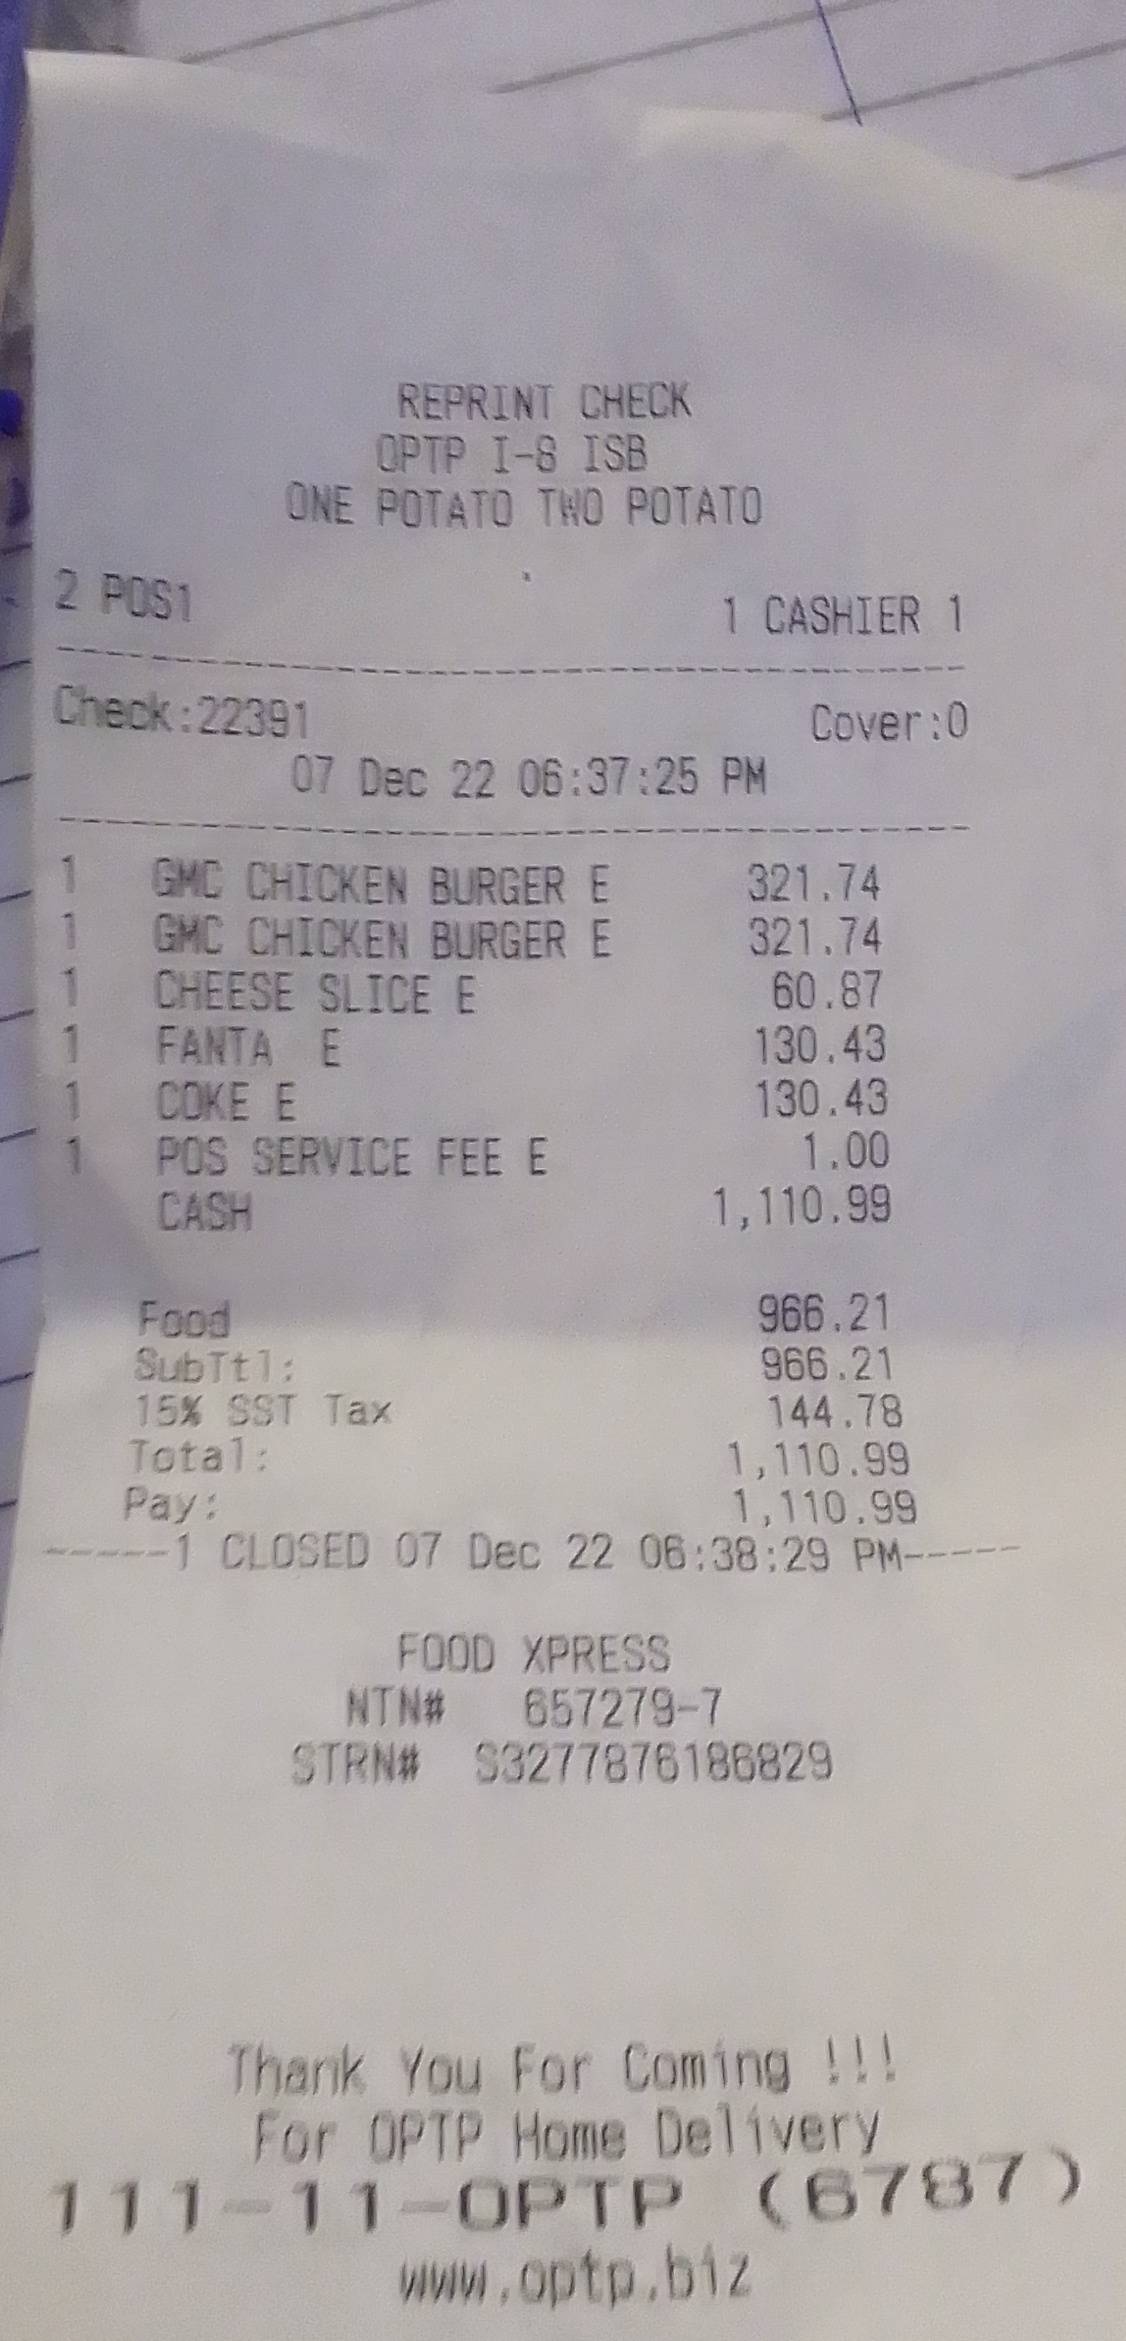 REPRINT CHECK
OPTP I-8 ISB
ONE POTATO TWO POTATO
2 POS1 1 CASHIER 1
Check:22391 Cover:0
07 Dec 22 06:37:25 PM
1 GMC CHICKEN BURGER E 321.74
1 GMC CHICKEN BURGER E 321.74
1 CHEESE SLICE E 60.87
1 FANTA E 130.43
1 COKE E 130.43
1 POS SERVICE FEE E 1.00
CASH 1,110.99
Food 966.21
SubTtl: 966.21
15% SST Tax 144.78
Total: 1,110.99
Pay: 1,110.99
-----1 CLOSED 07 Dec 22 06:38:29 PM-----
FOOD XPRESS
NTN# 657279-7
STRN# S3277876186829
Thank You For Coming !!!
For OPTP Home Delivery
111-11-OPTP (6787)
www.optp.biz